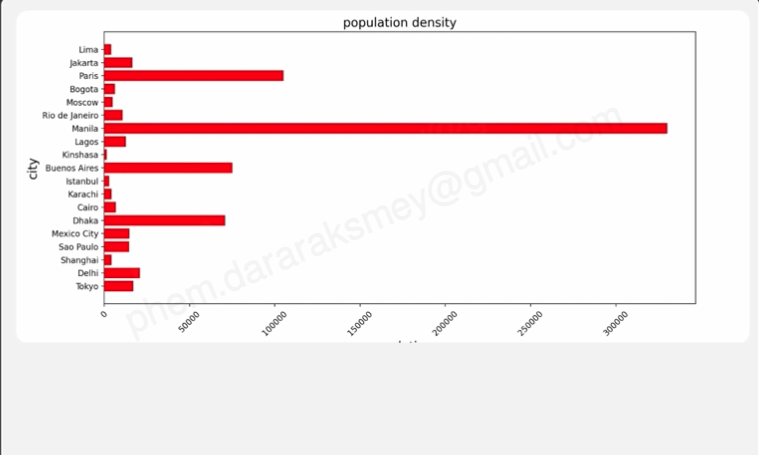 population density
Lima
Jakarta
Paris
Bogota
Moscow
Rio de Janeiro
Manila
Lagos
Kinshasa
Buenos Aires
Istanbul
Karachi
Cairo
Dhaka
Mexico City
Sao Paulo
Shanghai
Delhi
Tokyo
city
0
50000
100000
150000
200000
250000
300000
phem.dararaksmey@gmail.com